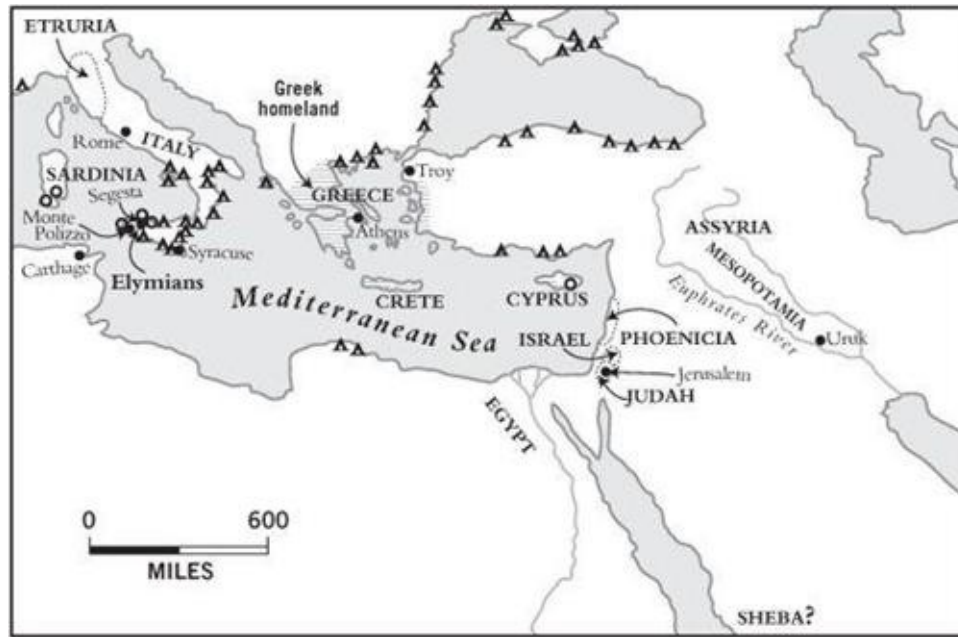 ETRURIA
Greek
homeland
Rome
ITALY
SARDINIA
Segesta
Monte
Polizzo
Carthage
Elymians
Syracuse
GREECE
Athens
Troy
CRETE
Mediterranean Sea
CYPRUS
ASSYRIA
MESOPOTAMIA
Euphrates River
Uruk
ISRAEL
PHOENICIA
Jerusalem
JUDAH
EGYPT
0 600
MILES
SHEBA?